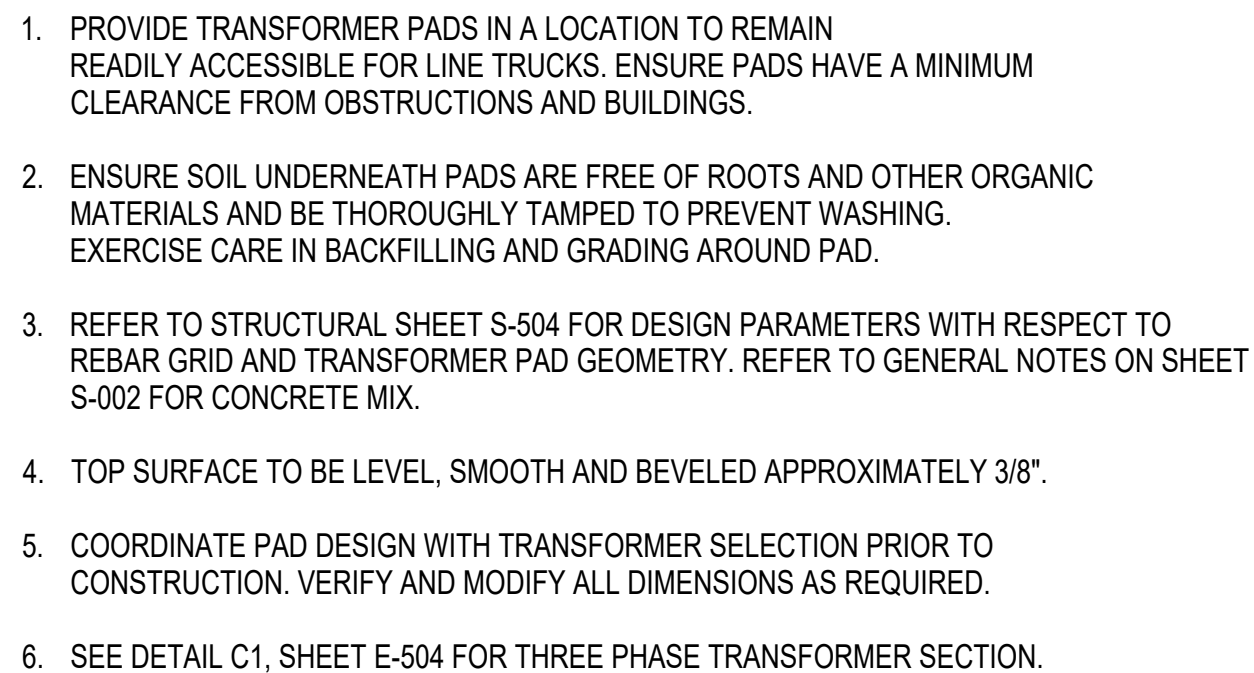 1. PROVIDE TRANSFORMER PADS IN A LOCATION TO REMAIN
READILY ACCESSIBLE FOR LINE TRUCKS. ENSURE PADS HAVE A MINIMUM
CLEARANCE FROM OBSTRUCTIONS AND BUILDINGS.
2. ENSURE SOIL UNDERNEATH PADS ARE FREE OF ROOTS AND OTHER ORGANIC
MATERIALS AND BE THOROUGHLY TAMPED TO PREVENT WASHING.
EXERCISE CARE IN BACKFILLING AND GRADING AROUND PAD.
3. REFER TO STRUCTURAL SHEET S-504 FOR DESIGN PARAMETERS WITH RESPECT TO
REBAR GRID AND TRANSFORMER PAD GEOMETRY. REFER TO GENERAL NOTES ON SHEET
S-002 FOR CONCRETE MIX.
4. TOP SURFACE TO BE LEVEL, SMOOTH AND BEVELED APPROXIMATELY 3/8".
5. COORDINATE PAD DESIGN WITH TRANSFORMER SELECTION PRIOR TO
CONSTRUCTION. VERIFY AND MODIFY ALL DIMENSIONS AS REQUIRED.
6. SEE DETAIL C1, SHEET E-504 FOR THREE PHASE TRANSFORMER SECTION.